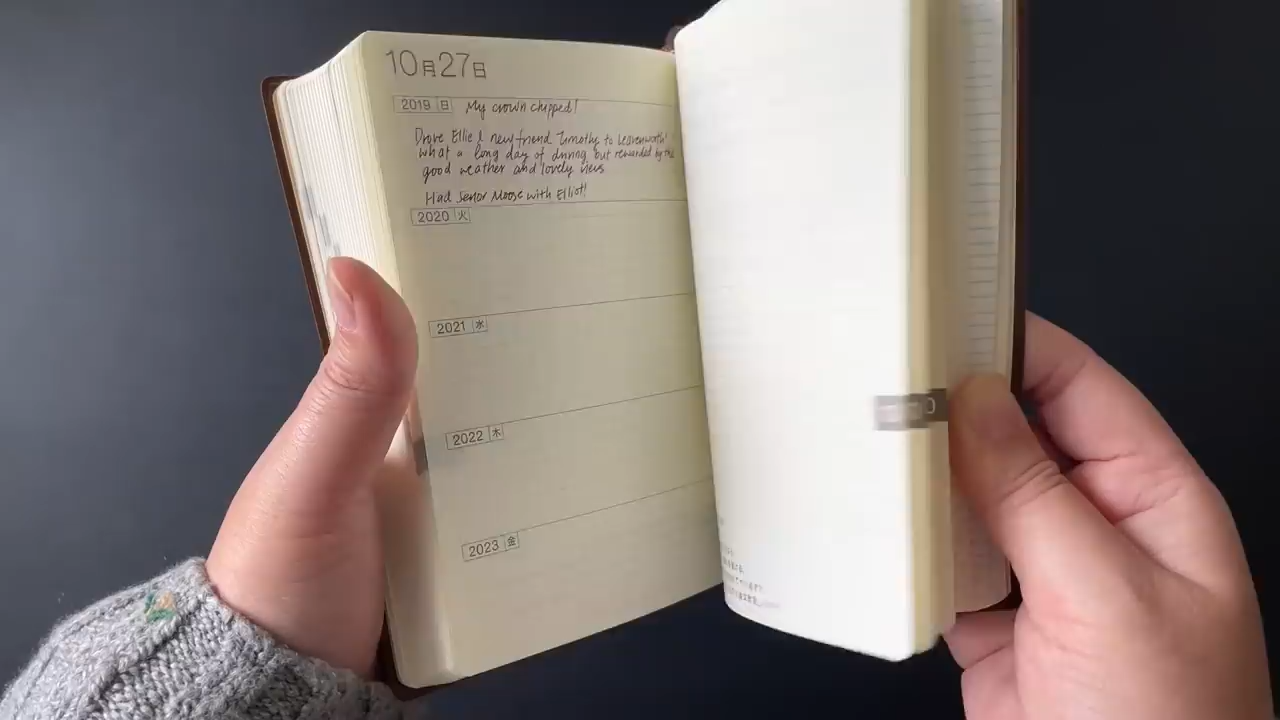 10月27日
2019 日 My crown chipped!
Drove Ellie & new friend Timothy to Leavenworth!
what a long day of driving but rewarded by the
good weather and lovely views
Had Senor Moose with Elliot!
2020 火
2021 水
2022 木
2023 金